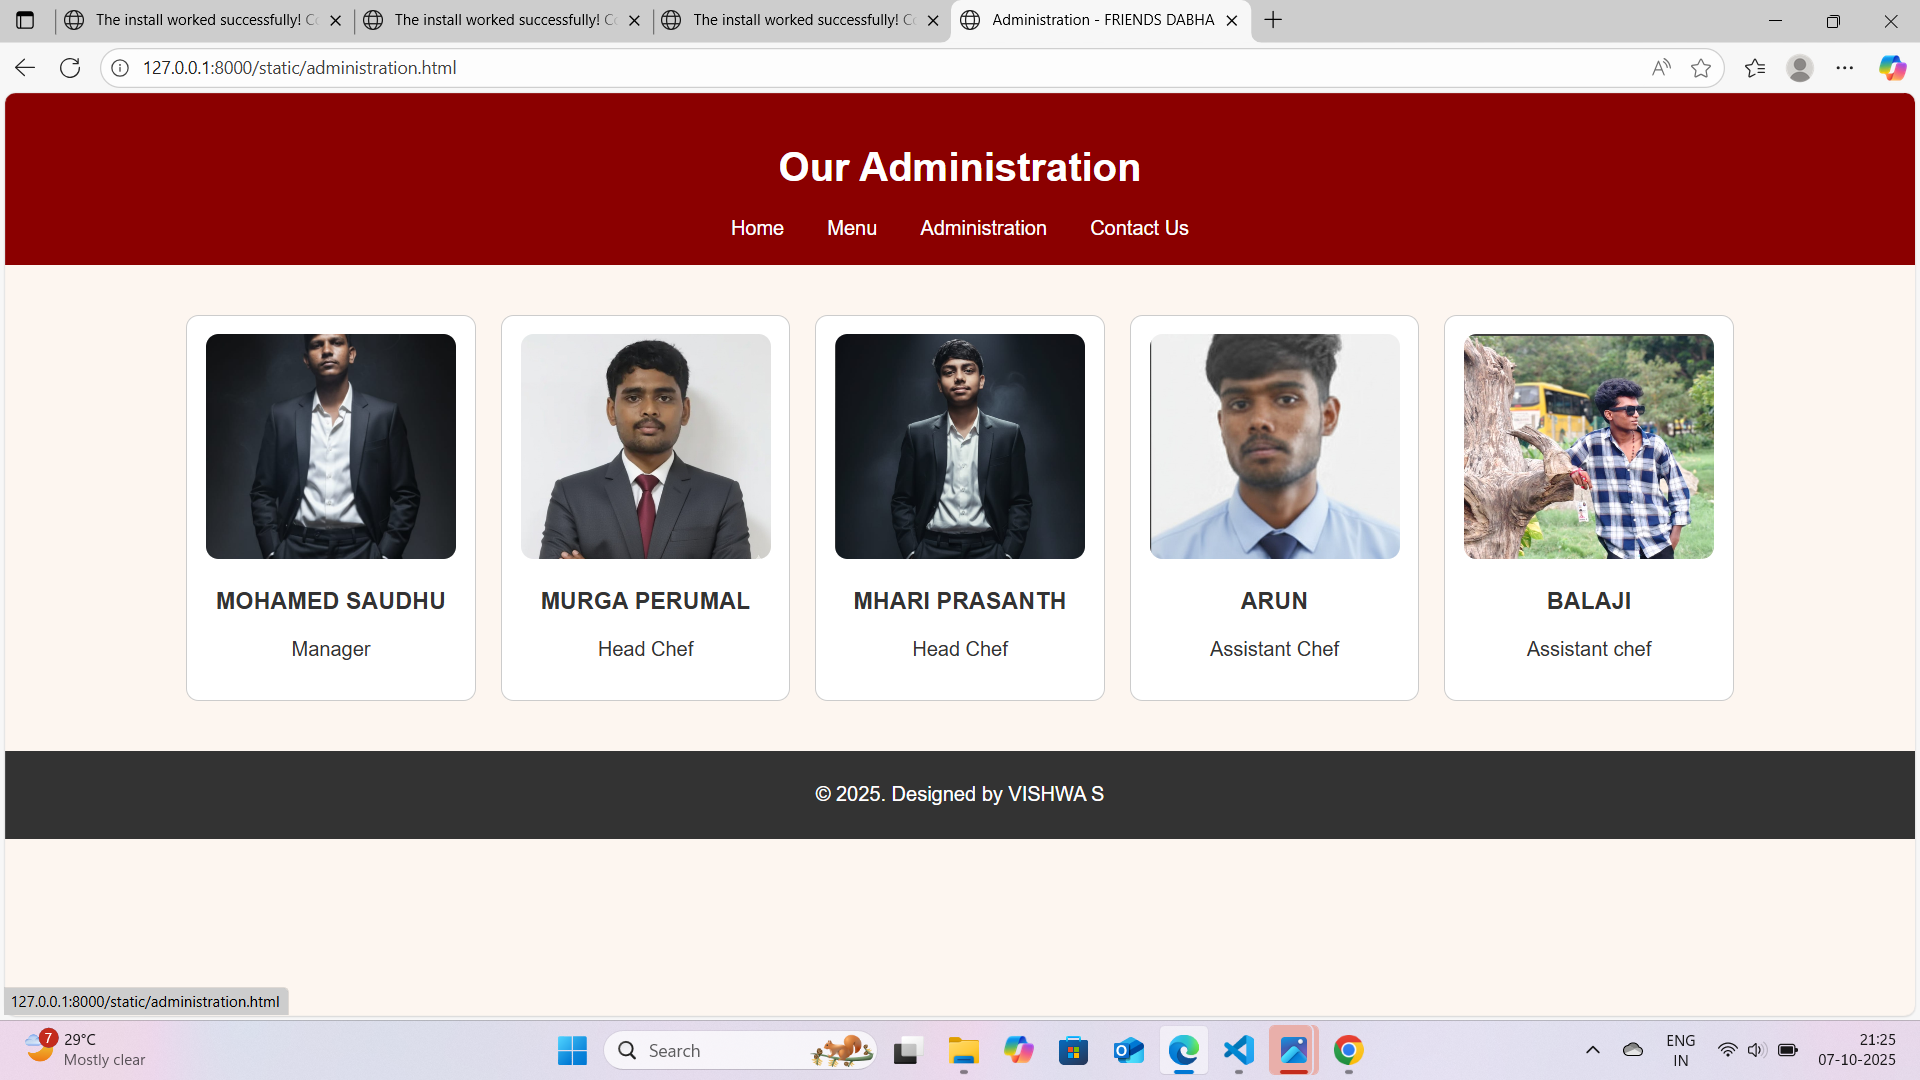 The install worked successfully! Co
The install worked successfully! Co
The install worked successfully! Co
Administration - FRIENDS DABHA
127.0.0.1:8000/static/administration.html
Our Administration
Home Menu Administration Contact Us
MOHAMED SAUDHU
Manager
MURGA PERUMAL
Head Chef
MHARI PRASANTH
Head Chef
ARUN
Assistant Chef
BALAJI
Assistant chef
© 2025. Designed by VISHWA S
127.0.0.1:8000/static/administration.html
7
29°C
Mostly clear
Search
ENG
IN
21:25
07-10-2025